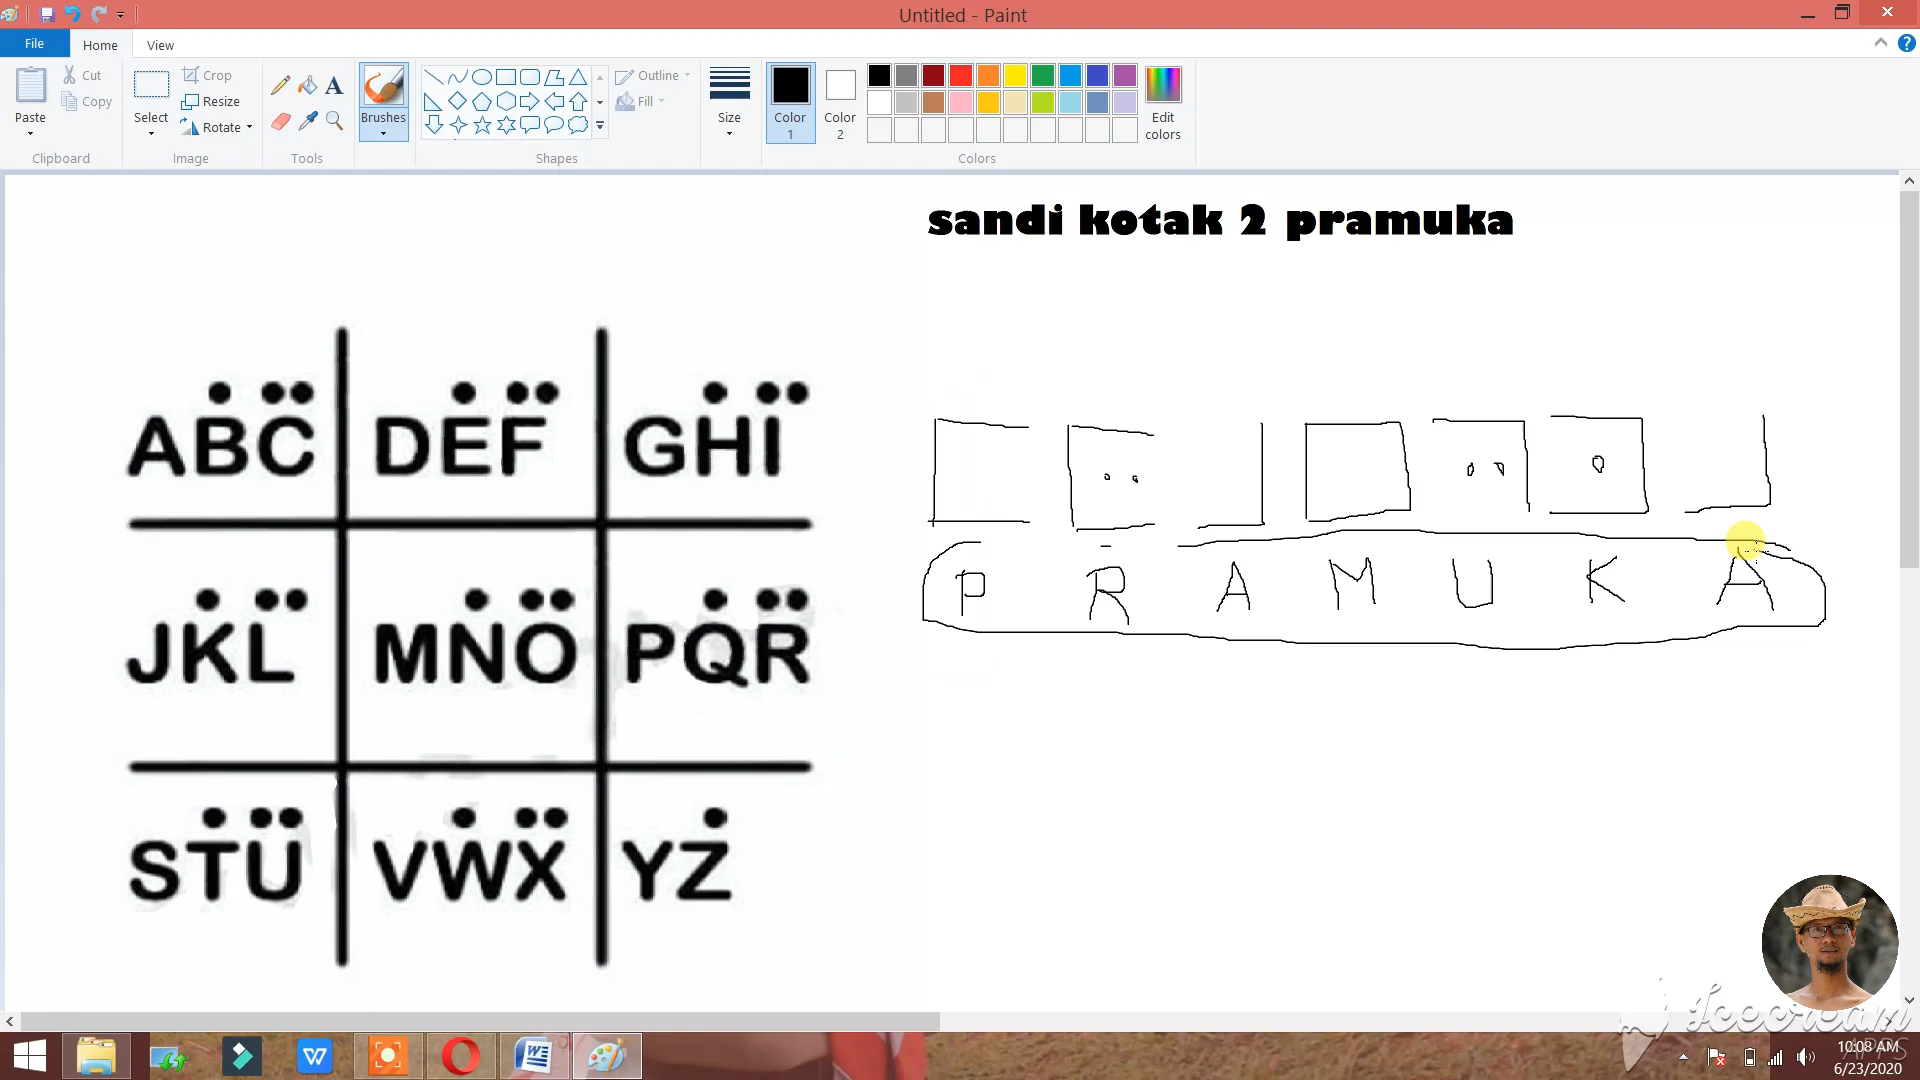 Untitled - Paint
File
Home
View
Paste
Cut
Copy
Clipboard
Select
Crop
Resize
Rotate
Image
A
Tools
Brushes
Outline
Fill
Shapes
Size
Color 1
Color 2
Edit colors
Colors
sandi kotak 2 pramuka
ABC DEF GHI
JKL MNO PQR
STU VWX YZ
P R A M U K A
Icecream
APPS
10:08 AM
6/23/2020